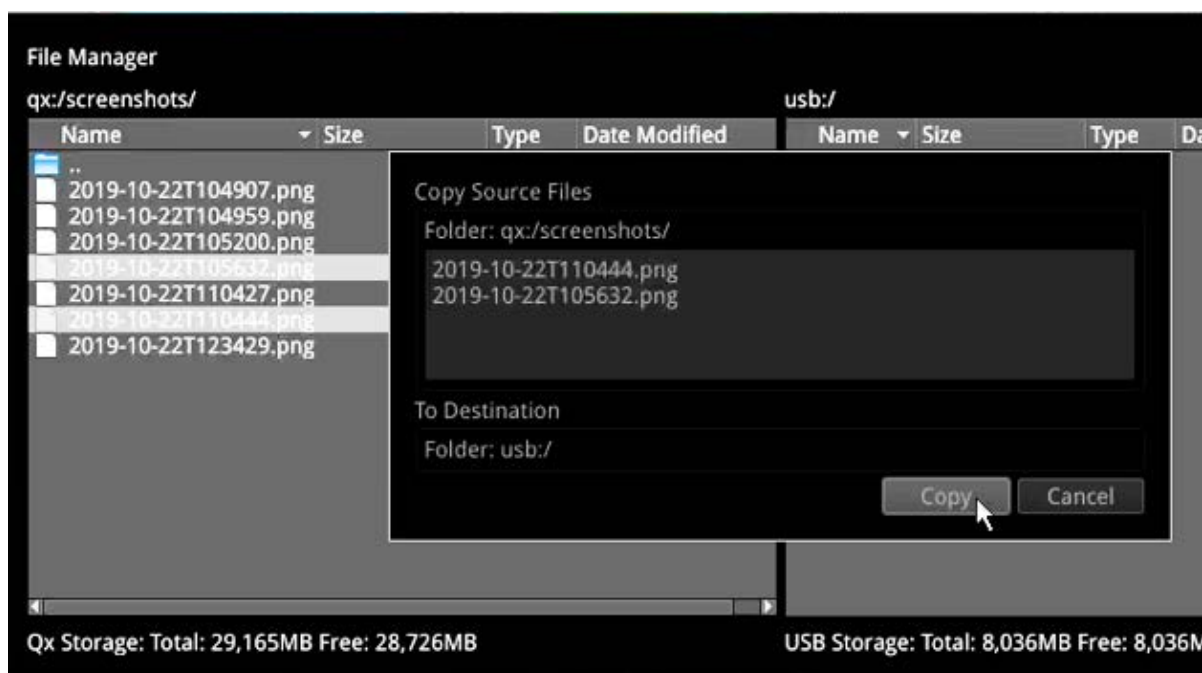 File Manager
qx:/screenshots/
usb:/
Name Size Type Date Modified
Name Size Type Da
..
2019-10-22T104907.png
2019-10-22T104959.png
2019-10-22T105200.png
2019-10-22T105632.png
2019-10-22T110427.png
2019-10-22T110444.png
2019-10-22T123429.png
Copy Source Files
Folder: qx:/screenshots/
2019-10-22T110444.png
2019-10-22T105632.png
To Destination
Folder: usb:/
Copy Cancel
Qx Storage: Total: 29,165MB Free: 28,726MB
USB Storage: Total: 8,036MB Free: 8,036M